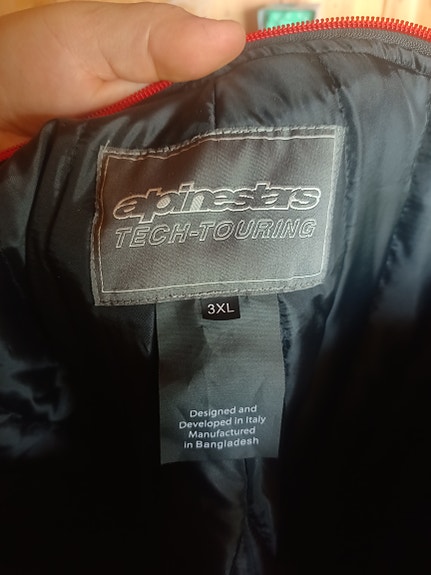 alpinestars
TECH-TOURING
3XL
Designed and
Developed in Italy
Manufactured
in Bangladesh